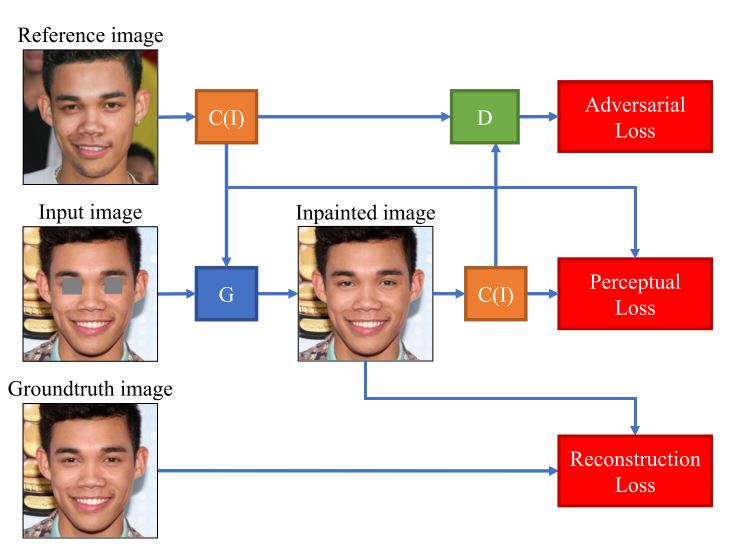 Reference image
C(I)
D
Adversarial
Loss
Input image
Inpainted image
G
C(I)
Perceptual
Loss
Groundtruth image
Reconstruction
Loss